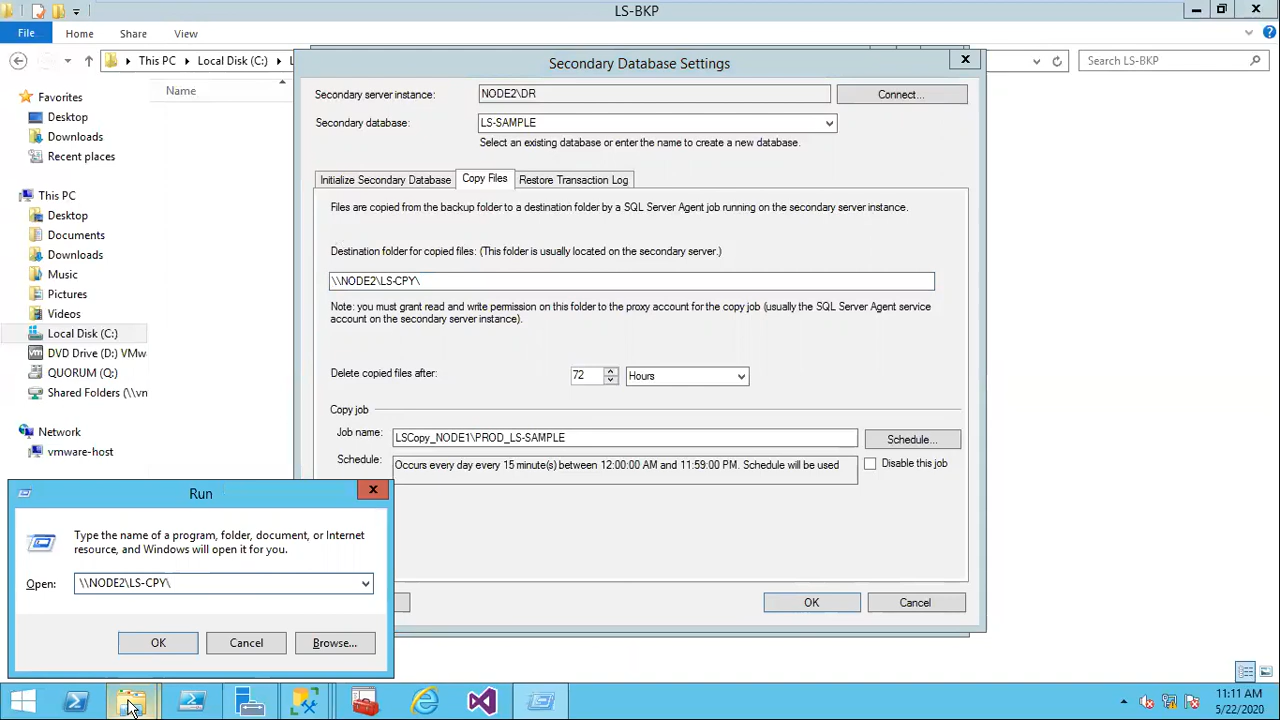 LS-BKP
File
Home
Share
View
This PC
Local Disk (C:)
Search LS-BKP
Name
Favorites
Desktop
Downloads
Recent places
This PC
Desktop
Documents
Downloads
Music
Pictures
Videos
Local Disk (C:)
DVD Drive (D:) VMw
QUORUM (Q:)
Shared Folders (\\vn
Network
vmware-host
Secondary Database Settings
Secondary server instance:
NODE2\DR
Connect...
Secondary database:
LS-SAMPLE
Select an existing database or enter the name to create a new database.
Initialize Secondary Database
Copy Files
Restore Transaction Log
Files are copied from the backup folder to a destination folder by a SQL Server Agent job running on the secondary server instance.
Destination folder for copied files: (This folder is usually located on the secondary server.)
\\NODE2\LS-CPY\
Note: you must grant read and write permission on this folder to the proxy account for the copy job (usually the SQL Server Agent service
account on the secondary server instance).
Delete copied files after:
72
Hours
Copy job
Job name:
LSCopy_NODE1\PROD_LS-SAMPLE
Schedule...
Schedule:
Occurs every day every 15 minute(s) between 12:00:00 AM and 11:59:00 PM. Schedule will be used
Disable this job
OK
Cancel
Run
Type the name of a program, folder, document, or Internet
resource, and Windows will open it for you.
Open:
\\NODE2\LS-CPY\
OK
Cancel
Browse...
11:11 AM
5/22/2020